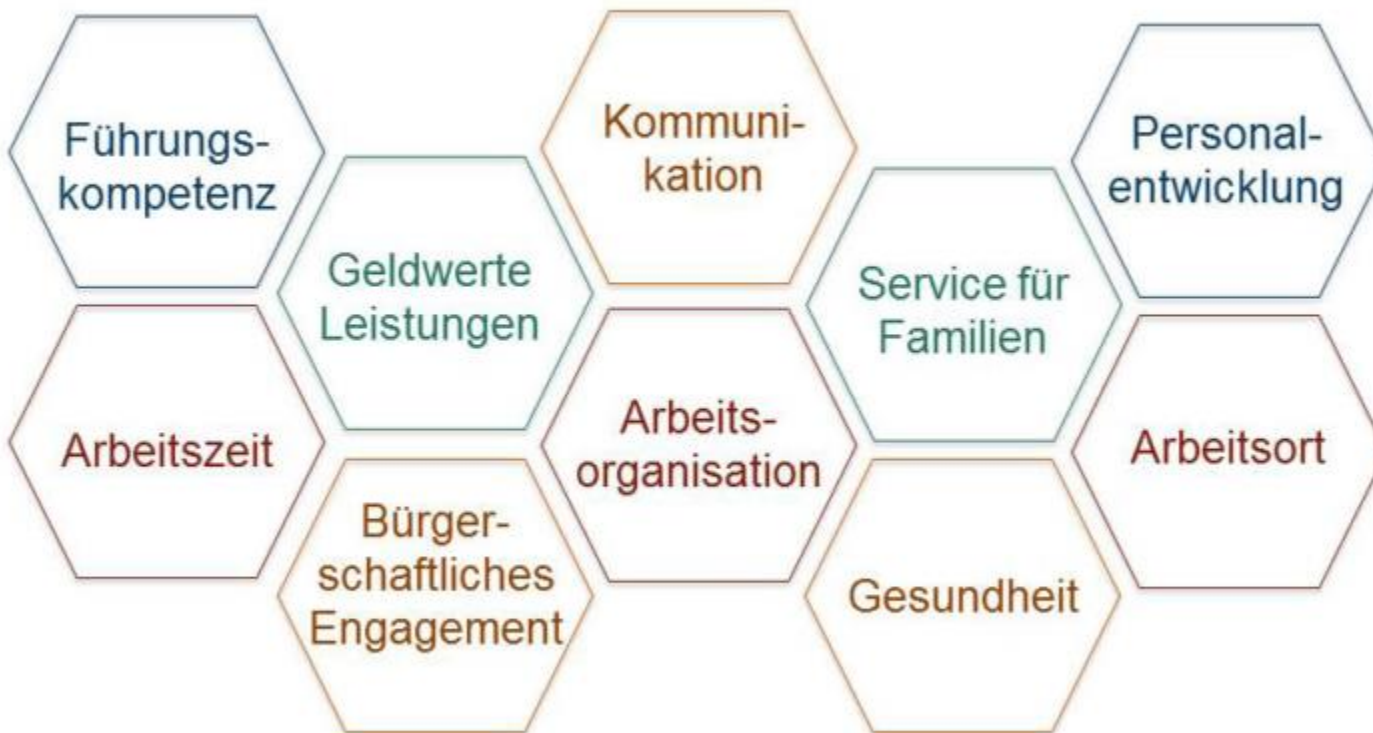 Führungs-
kompetenz
Geldwerte
Leistungen
Kommuni-
kation
Service für
Familien
Personal-
entwicklung
Arbeitszeit
Bürger-
schaftliches
Engagement
Arbeits-
organisation
Gesundheit
Arbeitsort